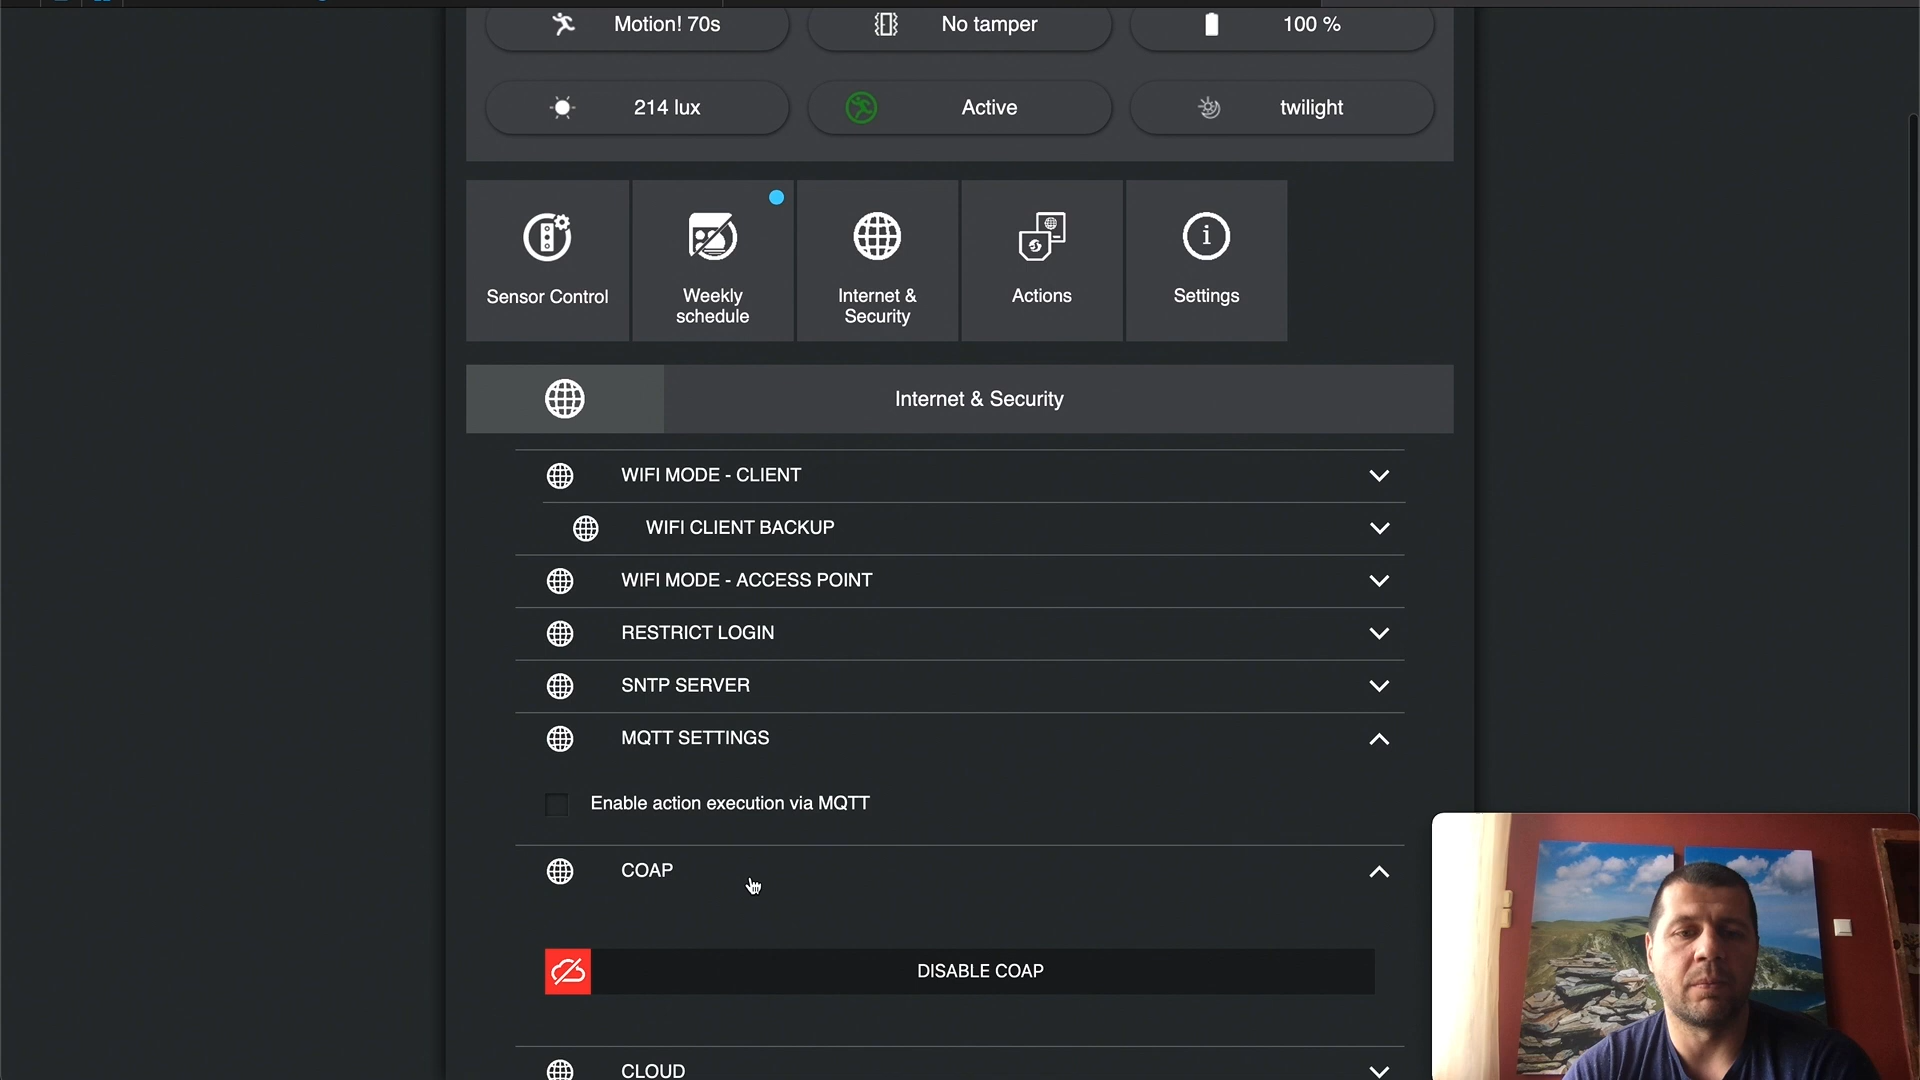 Motion! 70s
No tamper
100 %
214 lux
Active
twilight
Sensor Control
Weekly
schedule
Internet &
Security
Actions
Settings
Internet & Security
WIFI MODE - CLIENT
WIFI CLIENT BACKUP
WIFI MODE - ACCESS POINT
RESTRICT LOGIN
SNTP SERVER
MQTT SETTINGS
Enable action execution via MQTT
COAP
DISABLE COAP
CLOUD